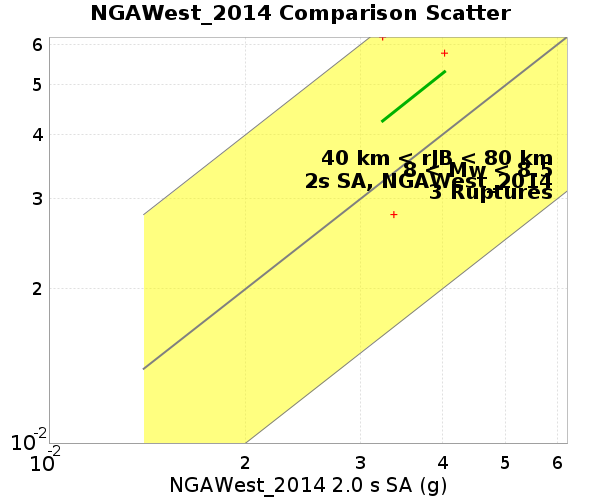 NGAWest_2014 Comparison Scatter
6
5
4
3
2
10-2
40 km < rJB < 80 km
8 < Mw < 8.5
2s SA, NGAWest_2014
3 Ruptures
10-2
2
3
4
5
6
NGAWest_2014 2.0 s SA (g)